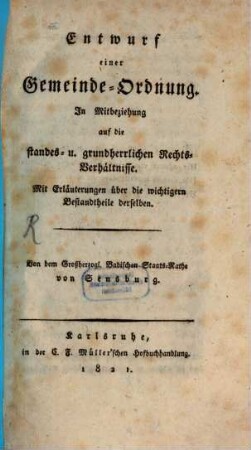 Entwurf
einer
Gemeinde-Ordnung.
In Mitbeziehung
auf die
standes- u. grundherrlichen Rechts-
Verhältnisse.
Mit Erläuterungen über die wichtigern
Bestandtheile derselben.
R
Von dem Großherzogl. Badischen Staats-Rathe
von Sensburg.
Karlsruhe,
in der C. F. Müller'schen Hofbuchhandlung.
1821.